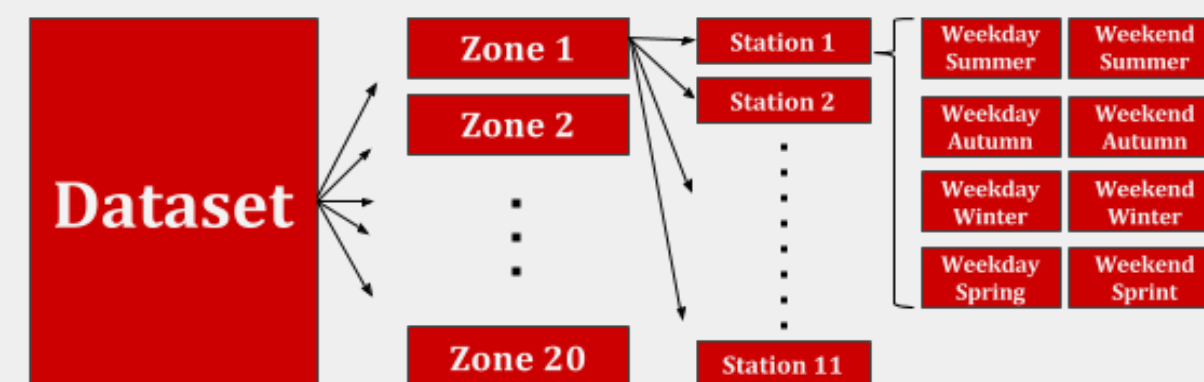 Dataset
Zone 1
Zone 2
Zone 20
Station 1
Station 2
Station 11
Weekday
Summer
Weekend
Summer
Weekday
Autumn
Weekend
Autumn
Weekday
Winter
Weekend
Winter
Weekday
Spring
Weekend
Sprint